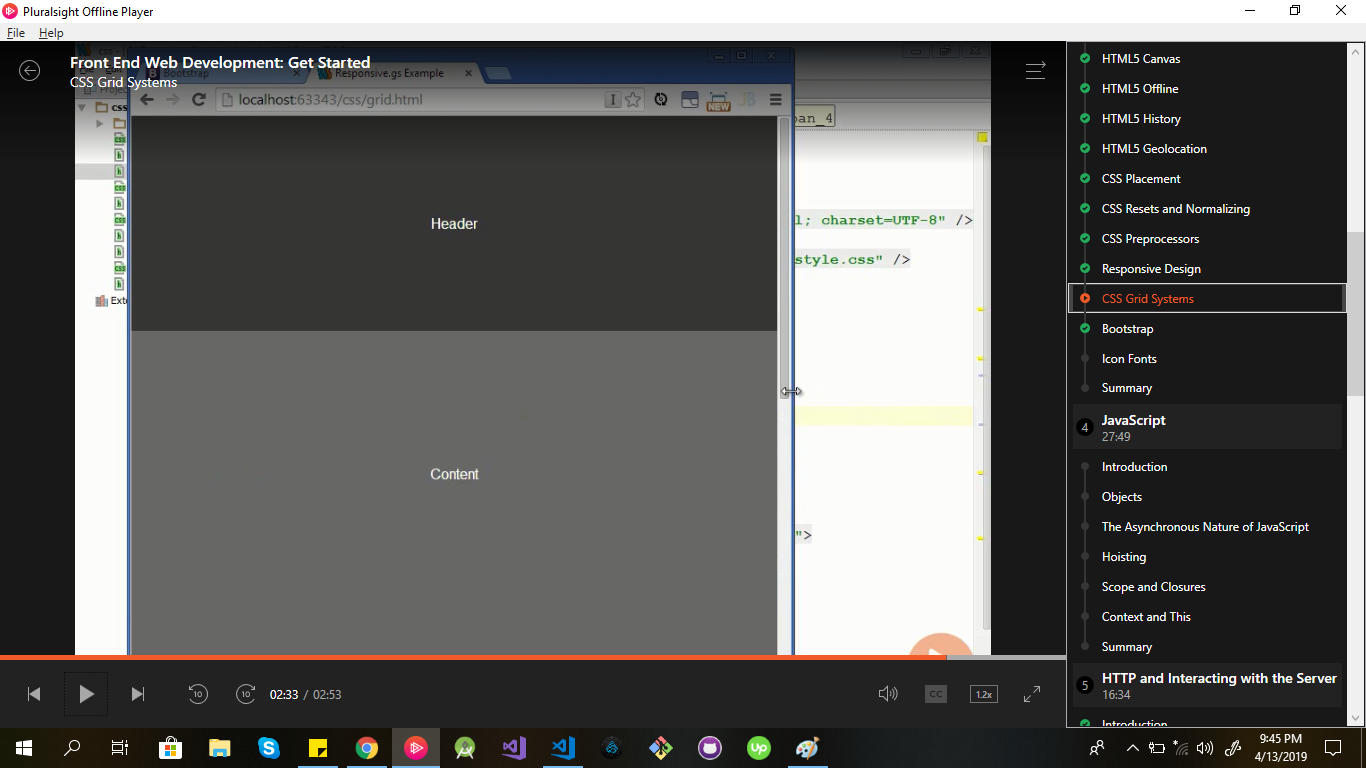 Pluralsight Offline Player
File Help
Front End Web Development: Get Started
CSS Grid Systems
Bootstrap
Responsive.gs Example
localhost:63343/css/grid.html
NEW
JB
css
Exte
an_4
l; charset=UTF-8" />
style.css" />
">
Header
Content
HTML5 Canvas
HTML5 Offline
HTML5 History
HTML5 Geolocation
CSS Placement
CSS Resets and Normalizing
CSS Preprocessors
Responsive Design
CSS Grid Systems
Bootstrap
Icon Fonts
Summary
4 JavaScript
27:49
Introduction
Objects
The Asynchronous Nature of JavaScript
Hoisting
Scope and Closures
Context and This
Summary
5 HTTP and Interacting with the Server
16:34
Introduction
10 10 02:33 / 02:53 CC 1.2x
9:45 PM
4/13/2019